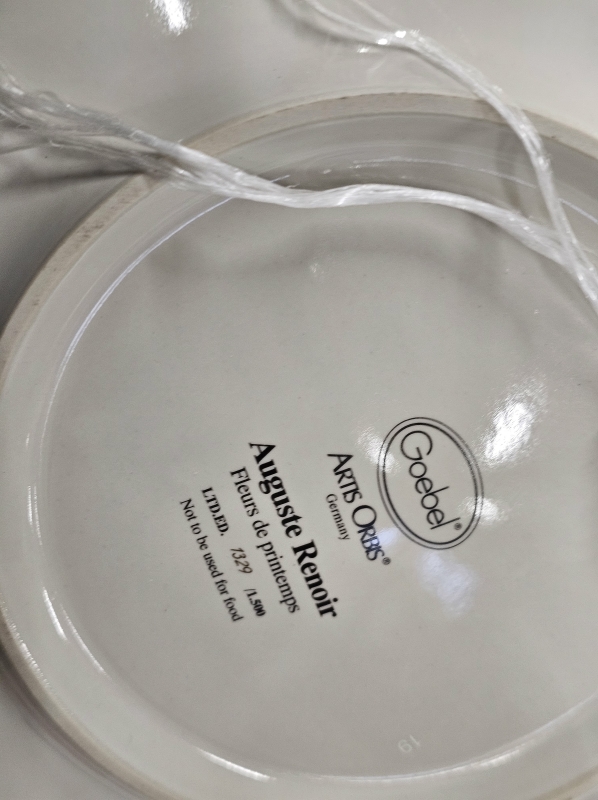 Goebel®
ARTIS ORBIS®
Germany
Auguste Renoir
Fleurs de printemps
LTD.ED. 1329 /1.500
Not to be used for food
19